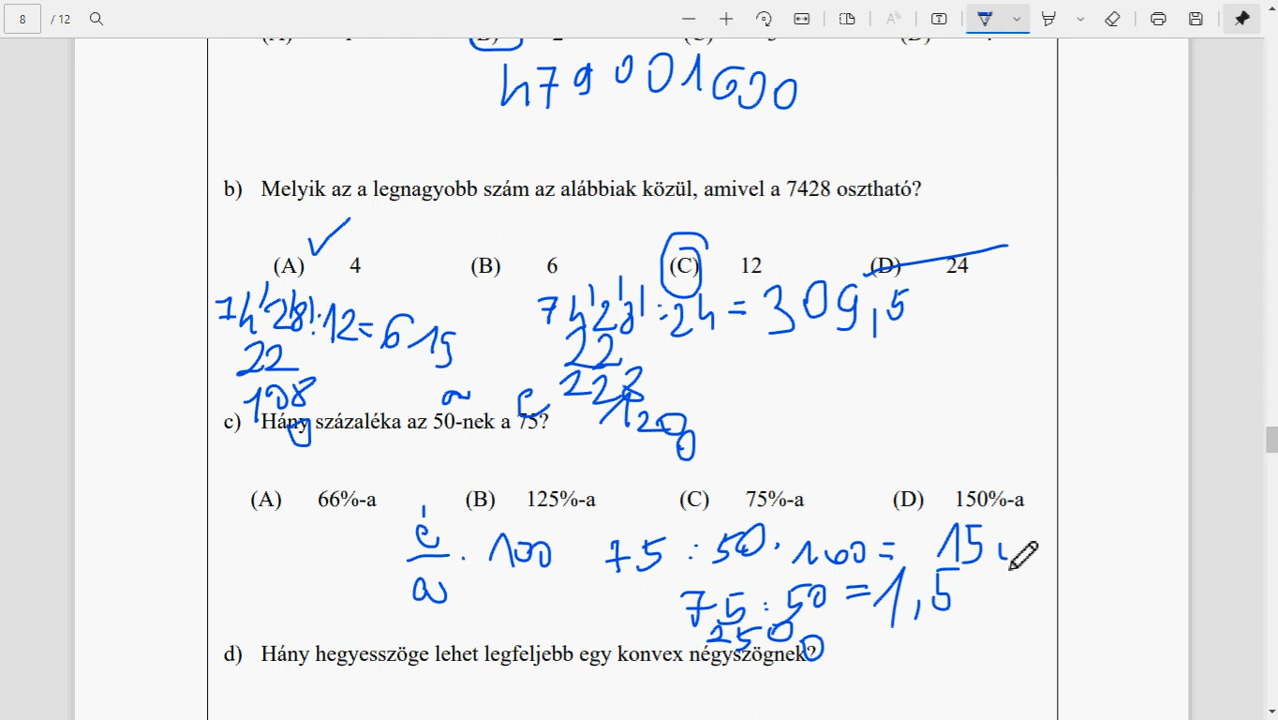 8 / 12
479001600
b) Melyik az a legnagyobb szám az alábbiak közül, amivel a 7428 osztható?
(A) 4 (B) 6 (C) 12 (D) 24
7428:12=619 7428:24=309,5
22 22
108 228
0 120
0
a é
c) Hány százaléka az 50-nek a 75?
(A) 66%-a (B) 125%-a (C) 75%-a (D) 150%-a
é/a · 100 75:50·100= 15
75:50=1,5
250
0
d) Hány hegyesszöge lehet legfeljebb egy konvex négyszögnek?